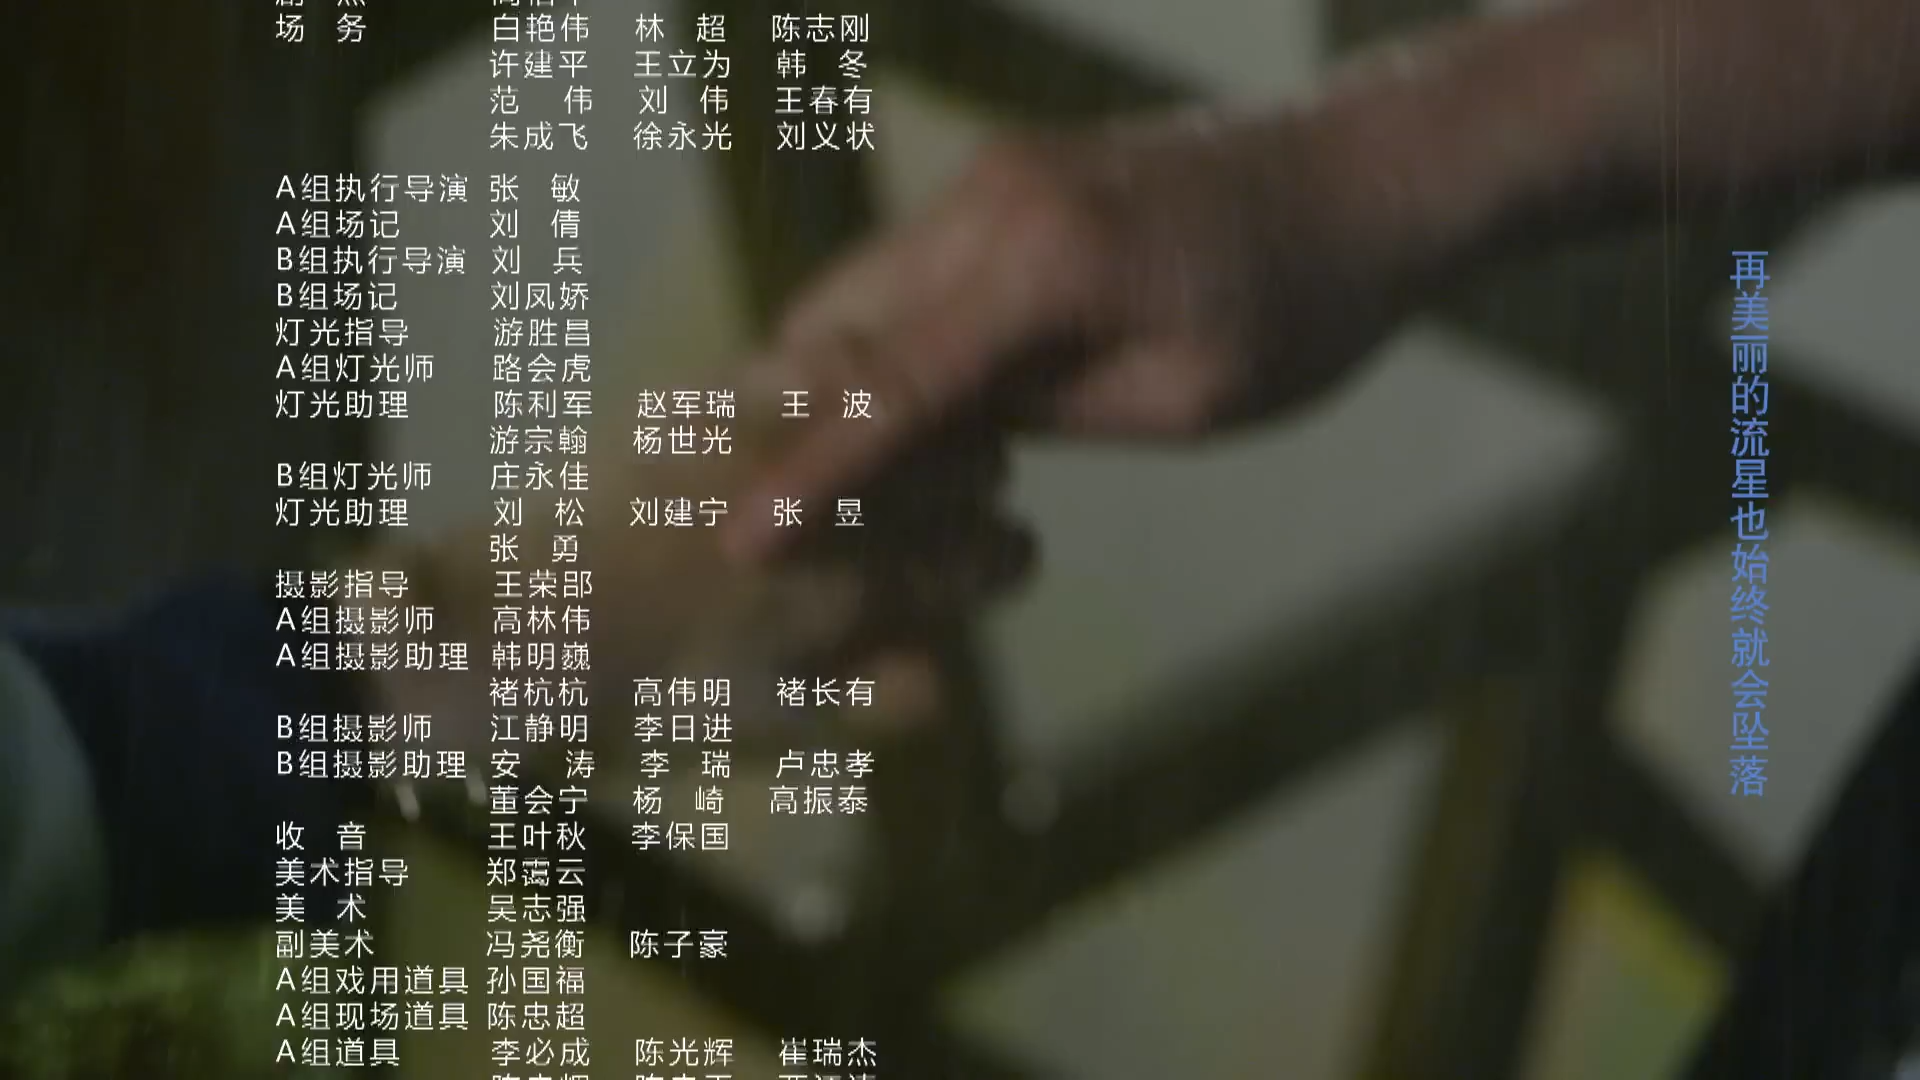 场 务 白艳伟 林 超 陈志刚
许建平 王立为 韩 冬
范 伟 刘 伟 王春有
朱成飞 徐永光 刘义状
A组执行导演 张 敏
A组场记 刘 倩
B组执行导演 刘 兵
B组场记 刘凤娇
灯光指导 游胜昌
A组灯光师 路会虎
灯光助理 陈利军 赵军瑞 王 波
游宗翰 杨世光
B组灯光师 庄永佳
灯光助理 刘 松 刘建宁 张 昱
张 勇
摄影指导 王荣郘
A组摄影师 高林伟
A组摄影助理 韩明巍
褚杭杭 高伟明 褚长有
B组摄影师 江静明 李日进
B组摄影助理 安 涛 李 瑞 卢忠孝
董会宁 杨 崎 高振泰
收 音 王叶秋 李保国
美术指导 郑霭云
美 术 吴志强
副美术 冯尧衡 陈子豪
A组戏用道具 孙国福
A组现场道具 陈忠超
A组道具 李必成 陈光辉 崔瑞杰
再美丽的流星也始终就会坠落